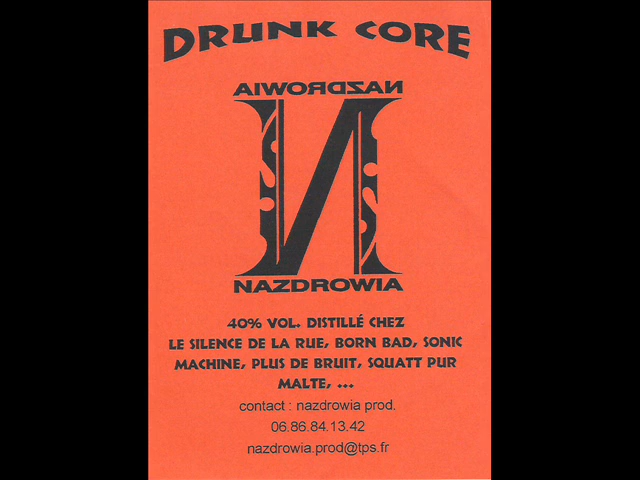 DRUNK CORE
NAZDROWIA
И
NAZDROWIA
40% VOL. DISTILLÉ CHEZ
LE SILENCE DE LA RUE, BORN BAD, SONIC
MACHINE, PLUS DE BRUIT, SQUATT PUR
MALTE, ...
contact : nazdrowia prod.
06.86.84.13.42
nazdrowia.prod@tps.fr